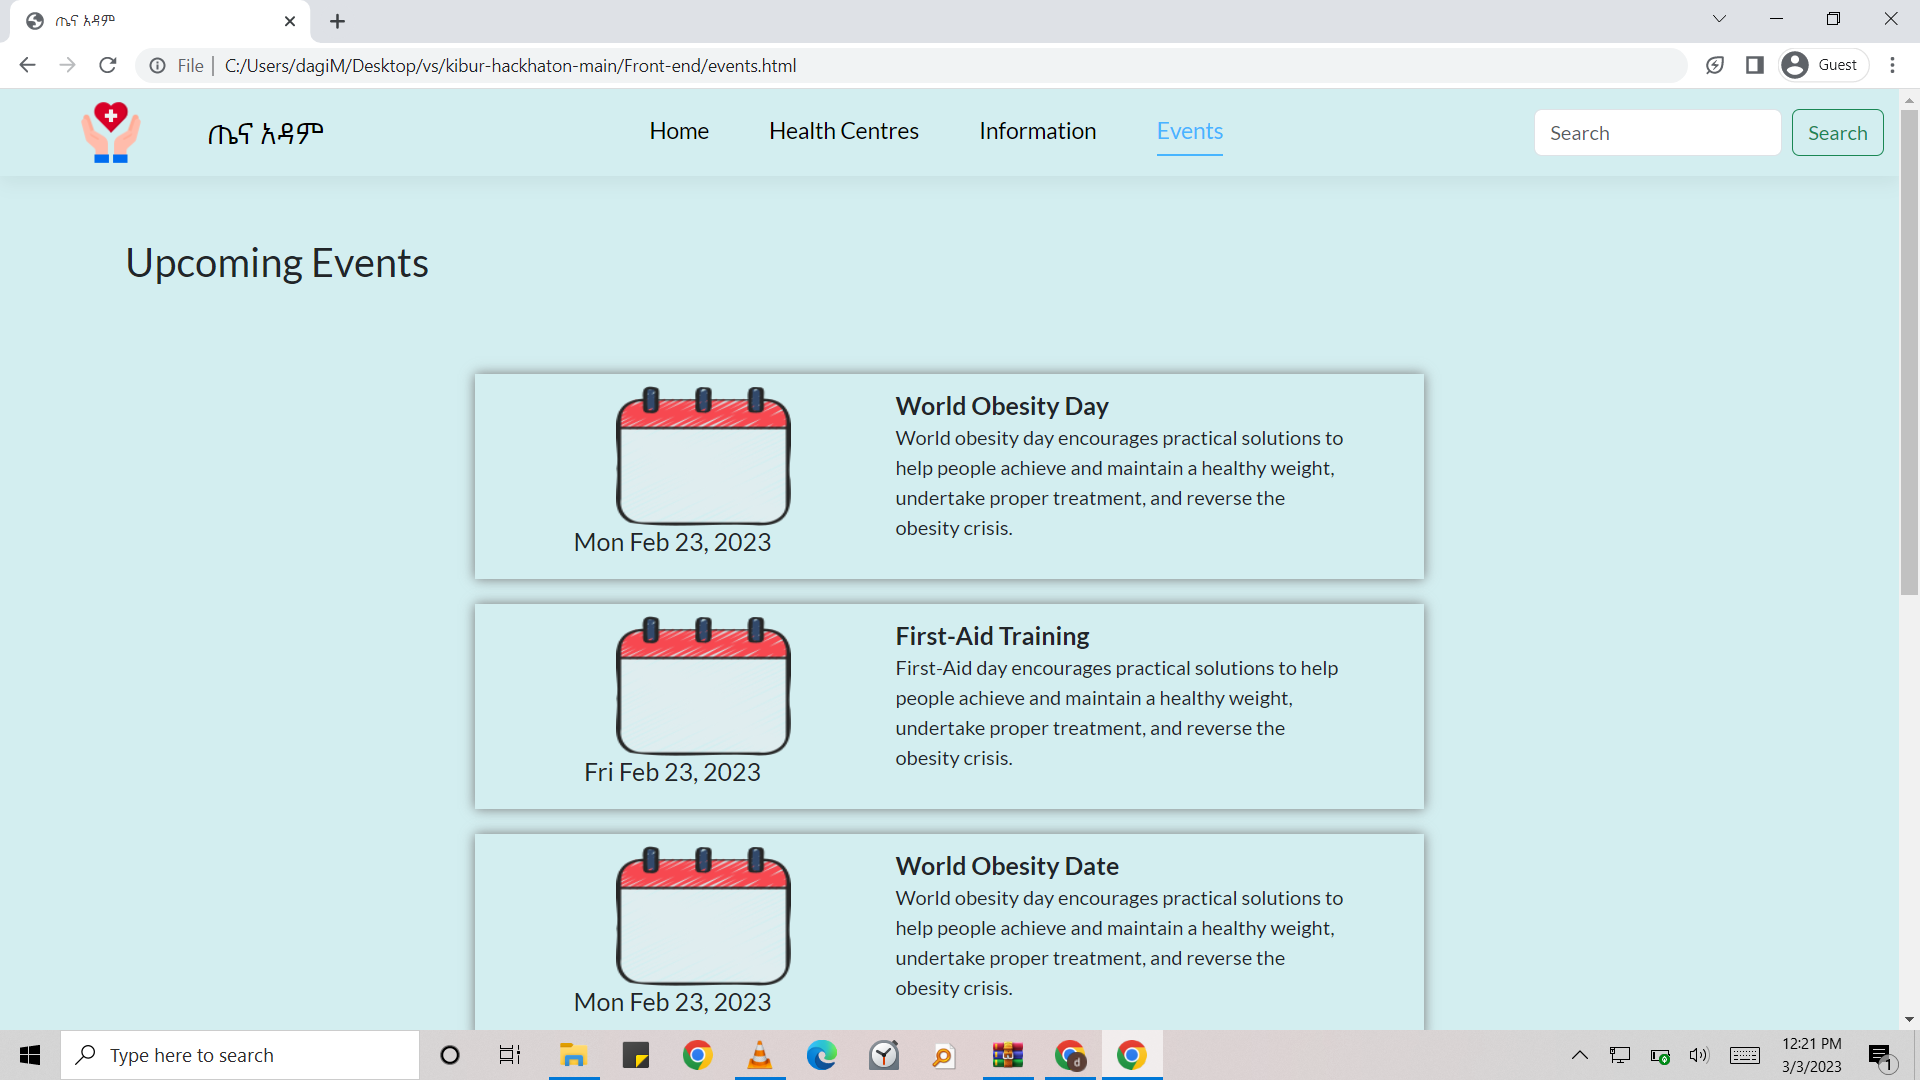 ጤና አዳም
File
C:/Users/dagiM/Desktop/vs/kibur-hackhaton-main/Front-end/events.html
Guest
ጤና አዳም
Home
Health Centres
Information
Events
Search
Search
Upcoming Events
World Obesity Day
World obesity day encourages practical solutions to
help people achieve and maintain a healthy weight,
undertake proper treatment, and reverse the
obesity crisis.
Mon Feb 23, 2023
First-Aid Training
First-Aid day encourages practical solutions to help
people achieve and maintain a healthy weight,
undertake proper treatment, and reverse the
obesity crisis.
Fri Feb 23, 2023
World Obesity Date
World obesity day encourages practical solutions to
help people achieve and maintain a healthy weight,
undertake proper treatment, and reverse the
obesity crisis.
Mon Feb 23, 2023
Type here to search
d
12:21 PM
3/3/2023
1